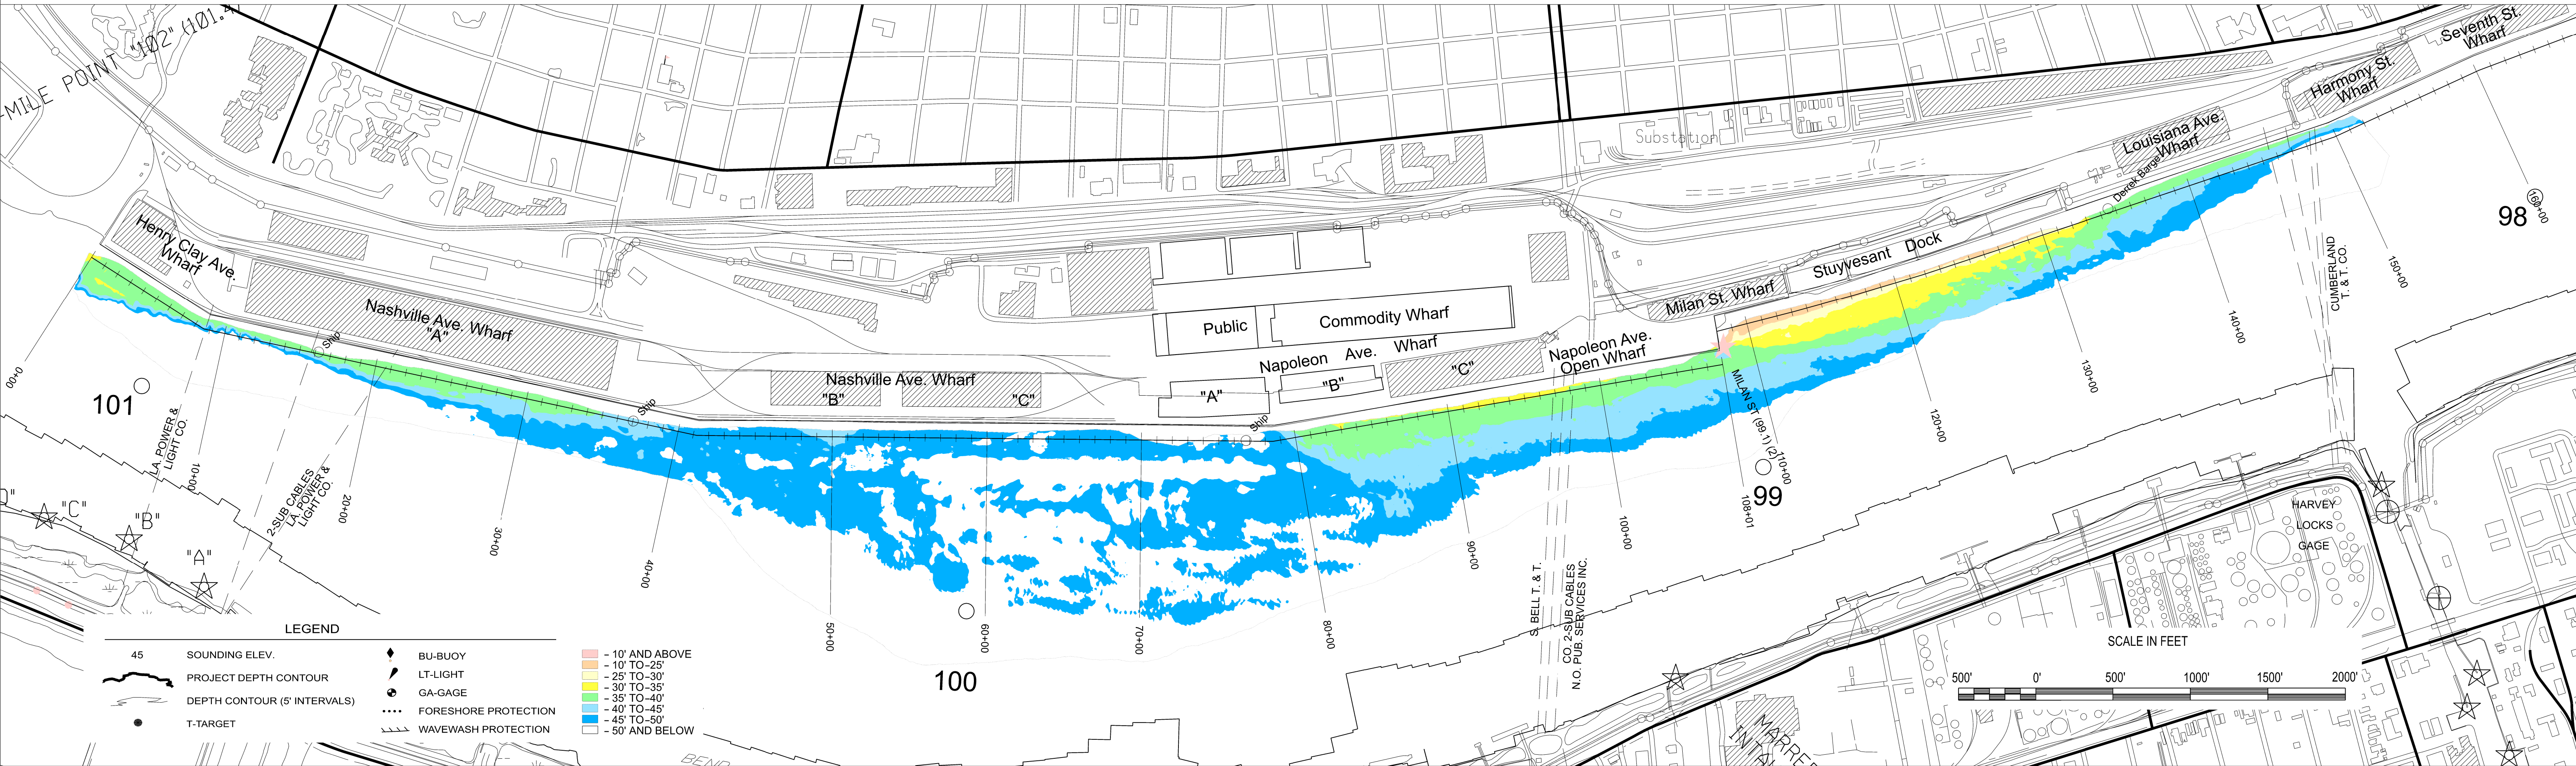 -MILE POINT "102" (101.4)
Seventh St.
Wharf
Harmony St.
Wharf
Louisiana Ave.
Wharf
Derrek Barge
Substation
Stuyvesant Dock
Milan St. Wharf
Henry Clay Ave.
Wharf
Nashville Ave. Wharf
"A"
Ship
Nashville Ave. Wharf
"B"
"C"
Ship
Public
Commodity Wharf
Napoleon Ave. Wharf
"A"
"B"
"C"
Napoleon Ave.
Open Wharf
Ship
MILAN ST (99.1) (2)
0+00
101
LA. POWER &
LIGHT CO.
10+00
2-SUB CABLES
LA. POWER &
LIGHT CO.
20+00
30+00
40+00
50+00
60+00
70+00
80+00
90+00
100+00
108+01
110+00
120+00
130+00
140+00
150+00
160+00
98
99
100
S. BELL T. & T.
CO. 2-SUB CABLES
N.O. PUB. SERVICES INC.
CUMBERLAND
T. & T. CO.
HARVEY
LOCKS
GAGE
"C"
"B"
"A"
LEGEND
45 SOUNDING ELEV.
PROJECT DEPTH CONTOUR
DEPTH CONTOUR (5' INTERVALS)
T-TARGET
BU-BUOY
LT-LIGHT
GA-GAGE
FORESHORE PROTECTION
WAVEWASH PROTECTION
– 10' AND ABOVE
– 10' TO–25'
– 25' TO–30'
– 30' TO–35'
– 35' TO–40'
– 40' TO–45'
– 45' TO–50'
– 50' AND BELOW
BEND
SCALE IN FEET
500' 0' 500' 1000' 1500' 2000'